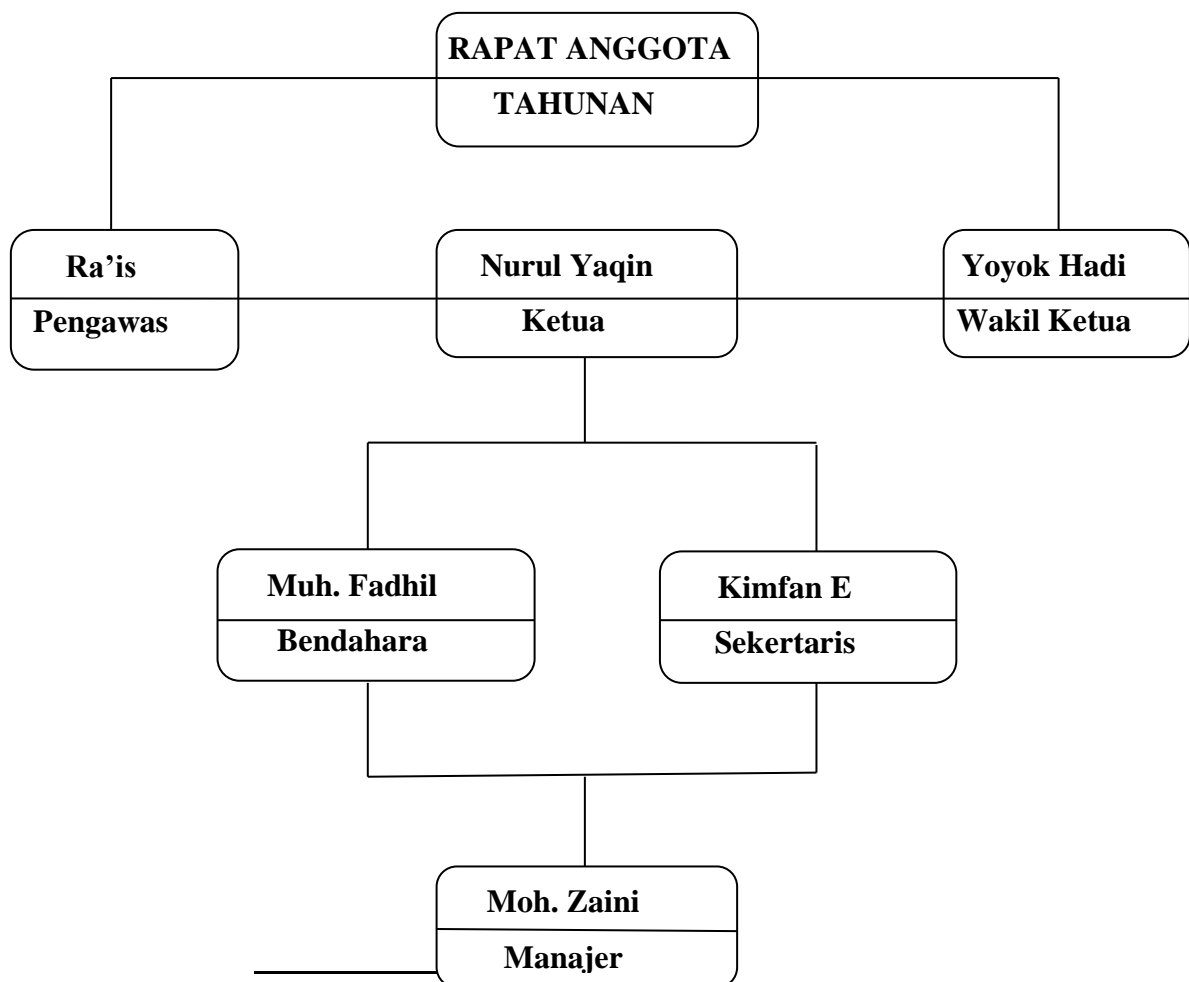 RAPAT ANGGOTA
TAHUNAN
Ra’is
Pengawas
Nurul Yaqin
Ketua
Yoyok Hadi
Wakil Ketua
Muh. Fadhil
Bendahara
Kimfan E
Sekertaris
Moh. Zaini
Manajer